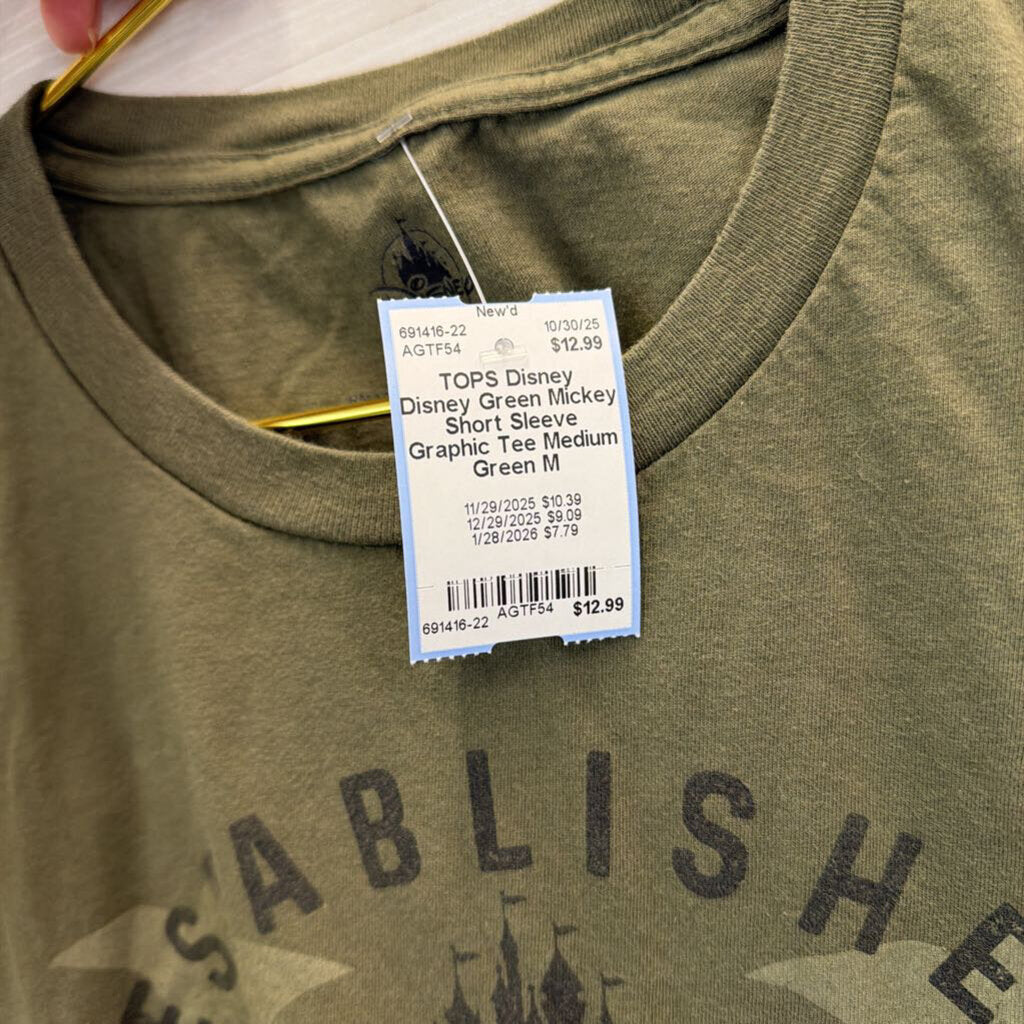 New'd
691416-22 10/30/25
AGTF54 $12.99
TOPS Disney
Disney Green Mickey
Short Sleeve
Graphic Tee Medium
Green M
11/29/2025 $10.39
12/29/2025 $9.09
1/28/2026 $7.79
691416-22 AGTF54 $12.99
ESTABLISHE